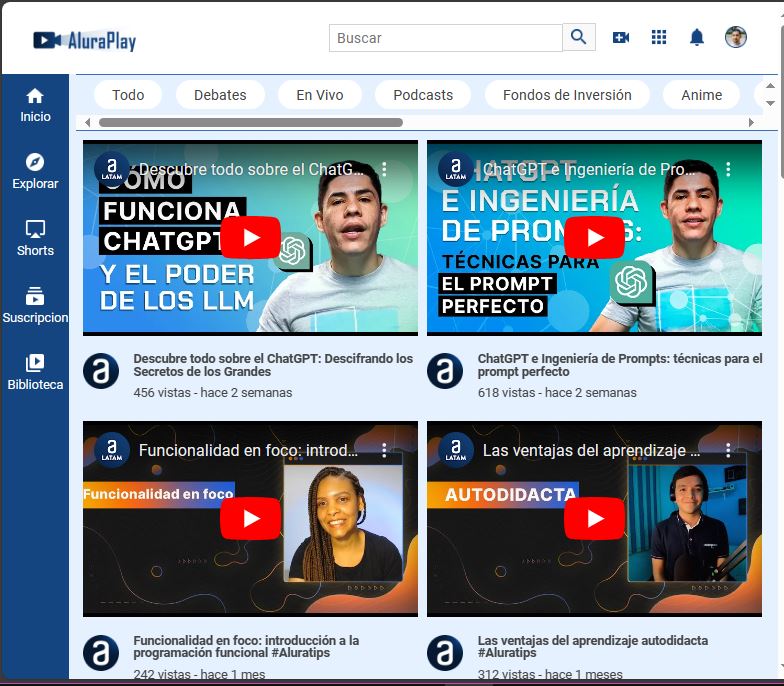 AluraPlay
Buscar
Inicio
Explorar
Shorts
Suscripcion
Biblioteca
Todo
Debates
En Vivo
Podcasts
Fondos de Inversión
Anime
a LATAM
Descubre todo sobre el ChatG...
CÓMO
FUNCIONA
CHATGPT
Y EL PODER
DE LOS LLM
a
Descubre todo sobre el ChatGPT: Descifrando los
Secretos de los Grandes
456 vistas - hace 2 semanas
a LATAM
ChatGPT e Ingeniería de Pro...
CHATGPT
E INGENIERÍA
DE PROMPTS:
TÉCNICAS PARA
EL PROMPT
PERFECTO
a
ChatGPT e Ingeniería de Prompts: técnicas para el
prompt perfecto
618 vistas - hace 2 semanas
a LATAM
Funcionalidad en foco: introd...
Funcionalidad en foco
a
Funcionalidad en foco: introducción a la
programación funcional #Aluratips
242 vistas - hace 1 mes
a LATAM
Las ventajas del aprendizaje ...
AUTODIDACTA
a
Las ventajas del aprendizaje autodidacta
#Aluratips
312 vistas - hace 1 meses